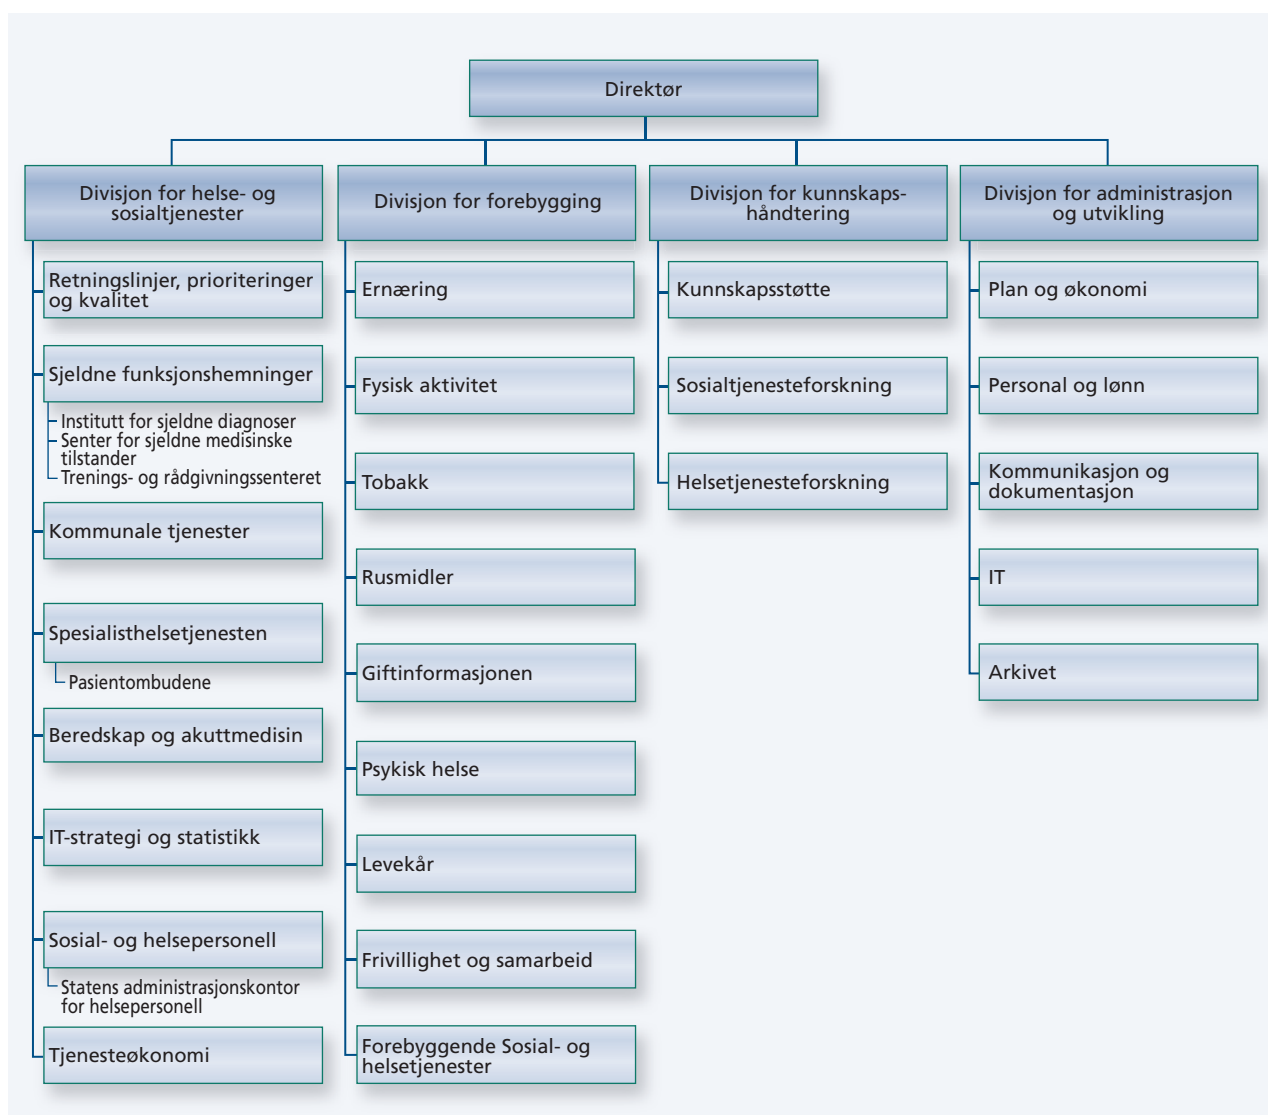 Direktør
Divisjon for helse- og
sosialtjenester
Retningslinjer, prioriteringer
og kvalitet
Sjeldne funksjonshemninger
Institutt for sjeldne diagnoser
Senter for sjeldne medisinske
tilstander
Trenings- og rådgivningssenteret
Kommunale tjenester
Spesialisthelsetjenesten
Pasientombudene
Beredskap og akuttmedisin
IT-strategi og statistikk
Sosial- og helsepersonell
Statens administrasjonskontor
for helsepersonell
Tjenesteøkonomi
Divisjon for forebygging
Ernæring
Fysisk aktivitet
Tobakk
Rusmidler
Giftinformasjonen
Psykisk helse
Levekår
Frivillighet og samarbeid
Forebyggende Sosial- og
helsetjenester
Divisjon for kunnskaps-
håndtering
Kunnskapsstøtte
Sosialtjenesteforskning
Helsetjenesteforskning
Divisjon for administrasjon
og utvikling
Plan og økonomi
Personal og lønn
Kommunikasjon og
dokumentasjon
IT
Arkivet